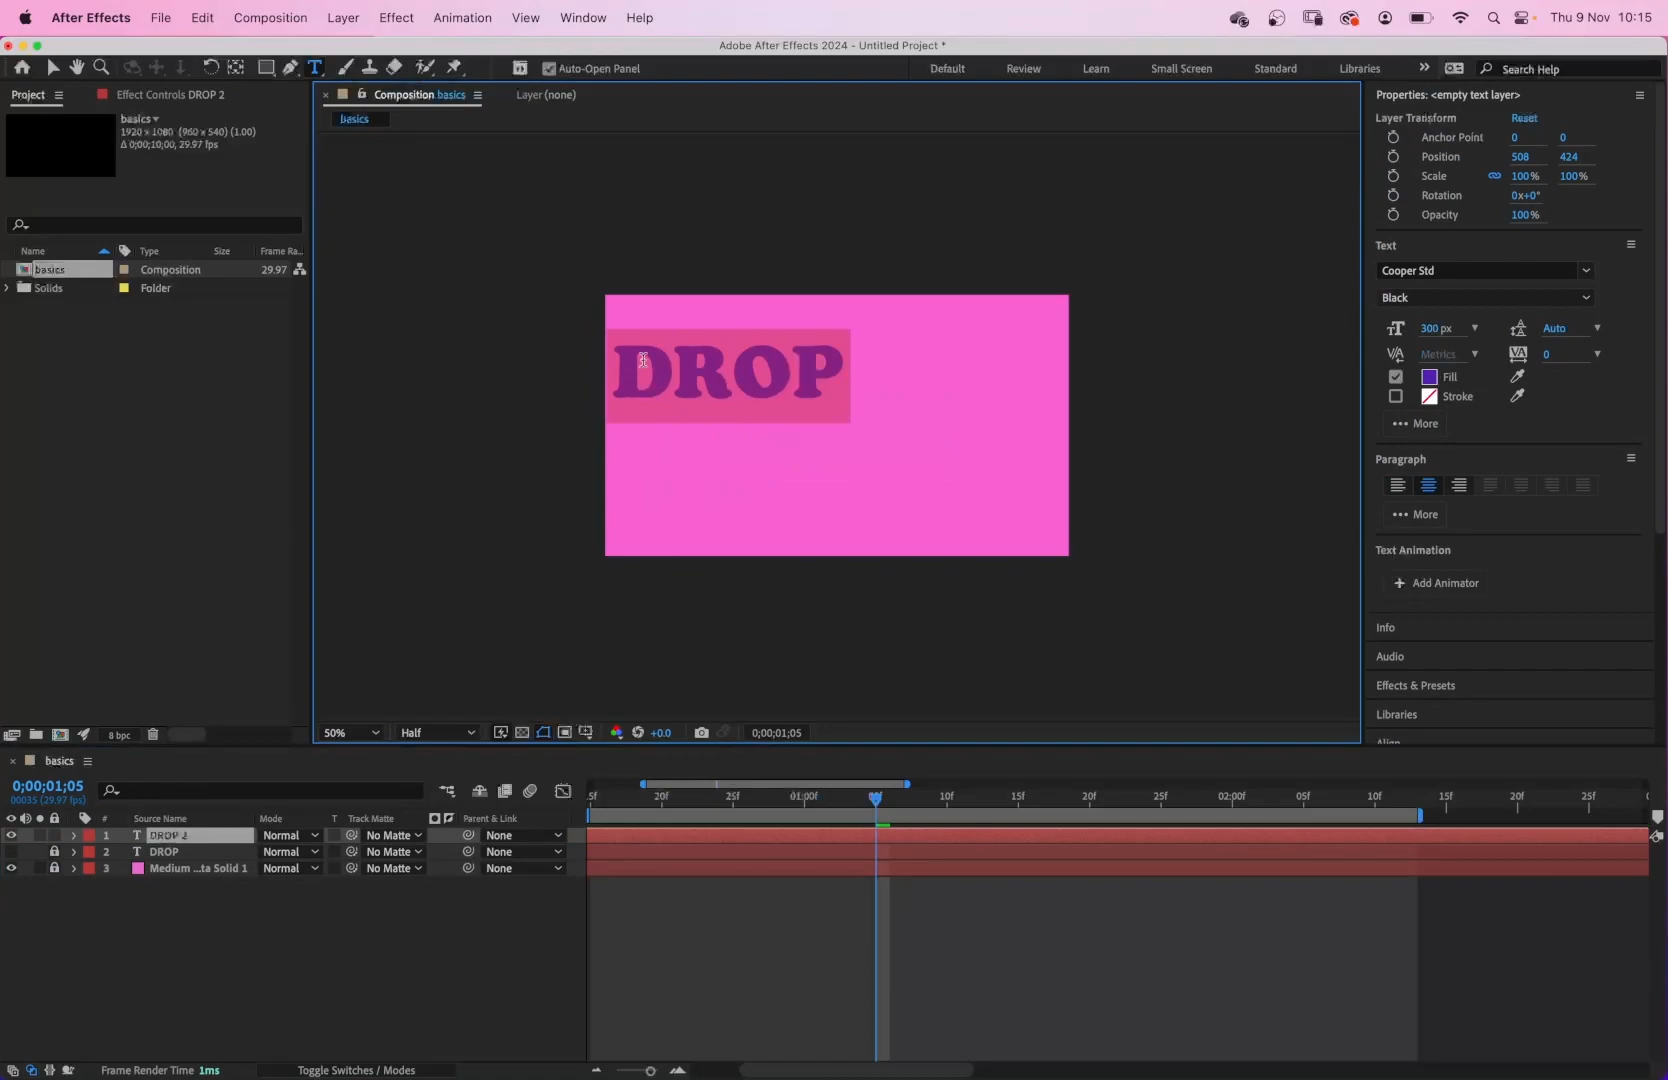 After Effects File Edit Composition Layer Effect Animation View Window Help Thu 9 Nov 10:15
Adobe After Effects 2024 - Untitled Project *
Auto-Open Panel Default Review Learn Small Screen Standard Libraries Search Help
Project Effect Controls DROP 2 Composition basics Layer (none) Properties: <empty text layer>
basics
1920 x 1080 (960 x 540) (1.00)
Δ 0;00;10;00, 29.97 fps
Basics
Layer Transform Reset
Anchor Point 0 0
Position 508 424
Scale 100% 100%
Rotation 0x+0°
Opacity 100%
Name Type Size Frame Ra...
basics Composition 29.97
Solids Folder
Text
Cooper Std
Black
300 px Auto
Metrics 0
Fill
Stroke
More
DROP
Paragraph
More
Text Animation
Add Animator
Info
Audio
Effects & Presets
Libraries
Align
8 bpc 50% Half +0.0 0;00;01;05
basics
0;00;01;05
00035 (29.97 fps)
20f 25f 01:00f 10f 15f 20f 25f 02:00f 05f 10f 15f 20f 25f
# Source Name Mode T Track Matte Parent & Link
1 T DROP 2 Normal No Matte None
2 T DROP Normal No Matte None
3 Medium ...ta Solid 1 Normal No Matte None
Frame Render Time 1ms Toggle Switches / Modes